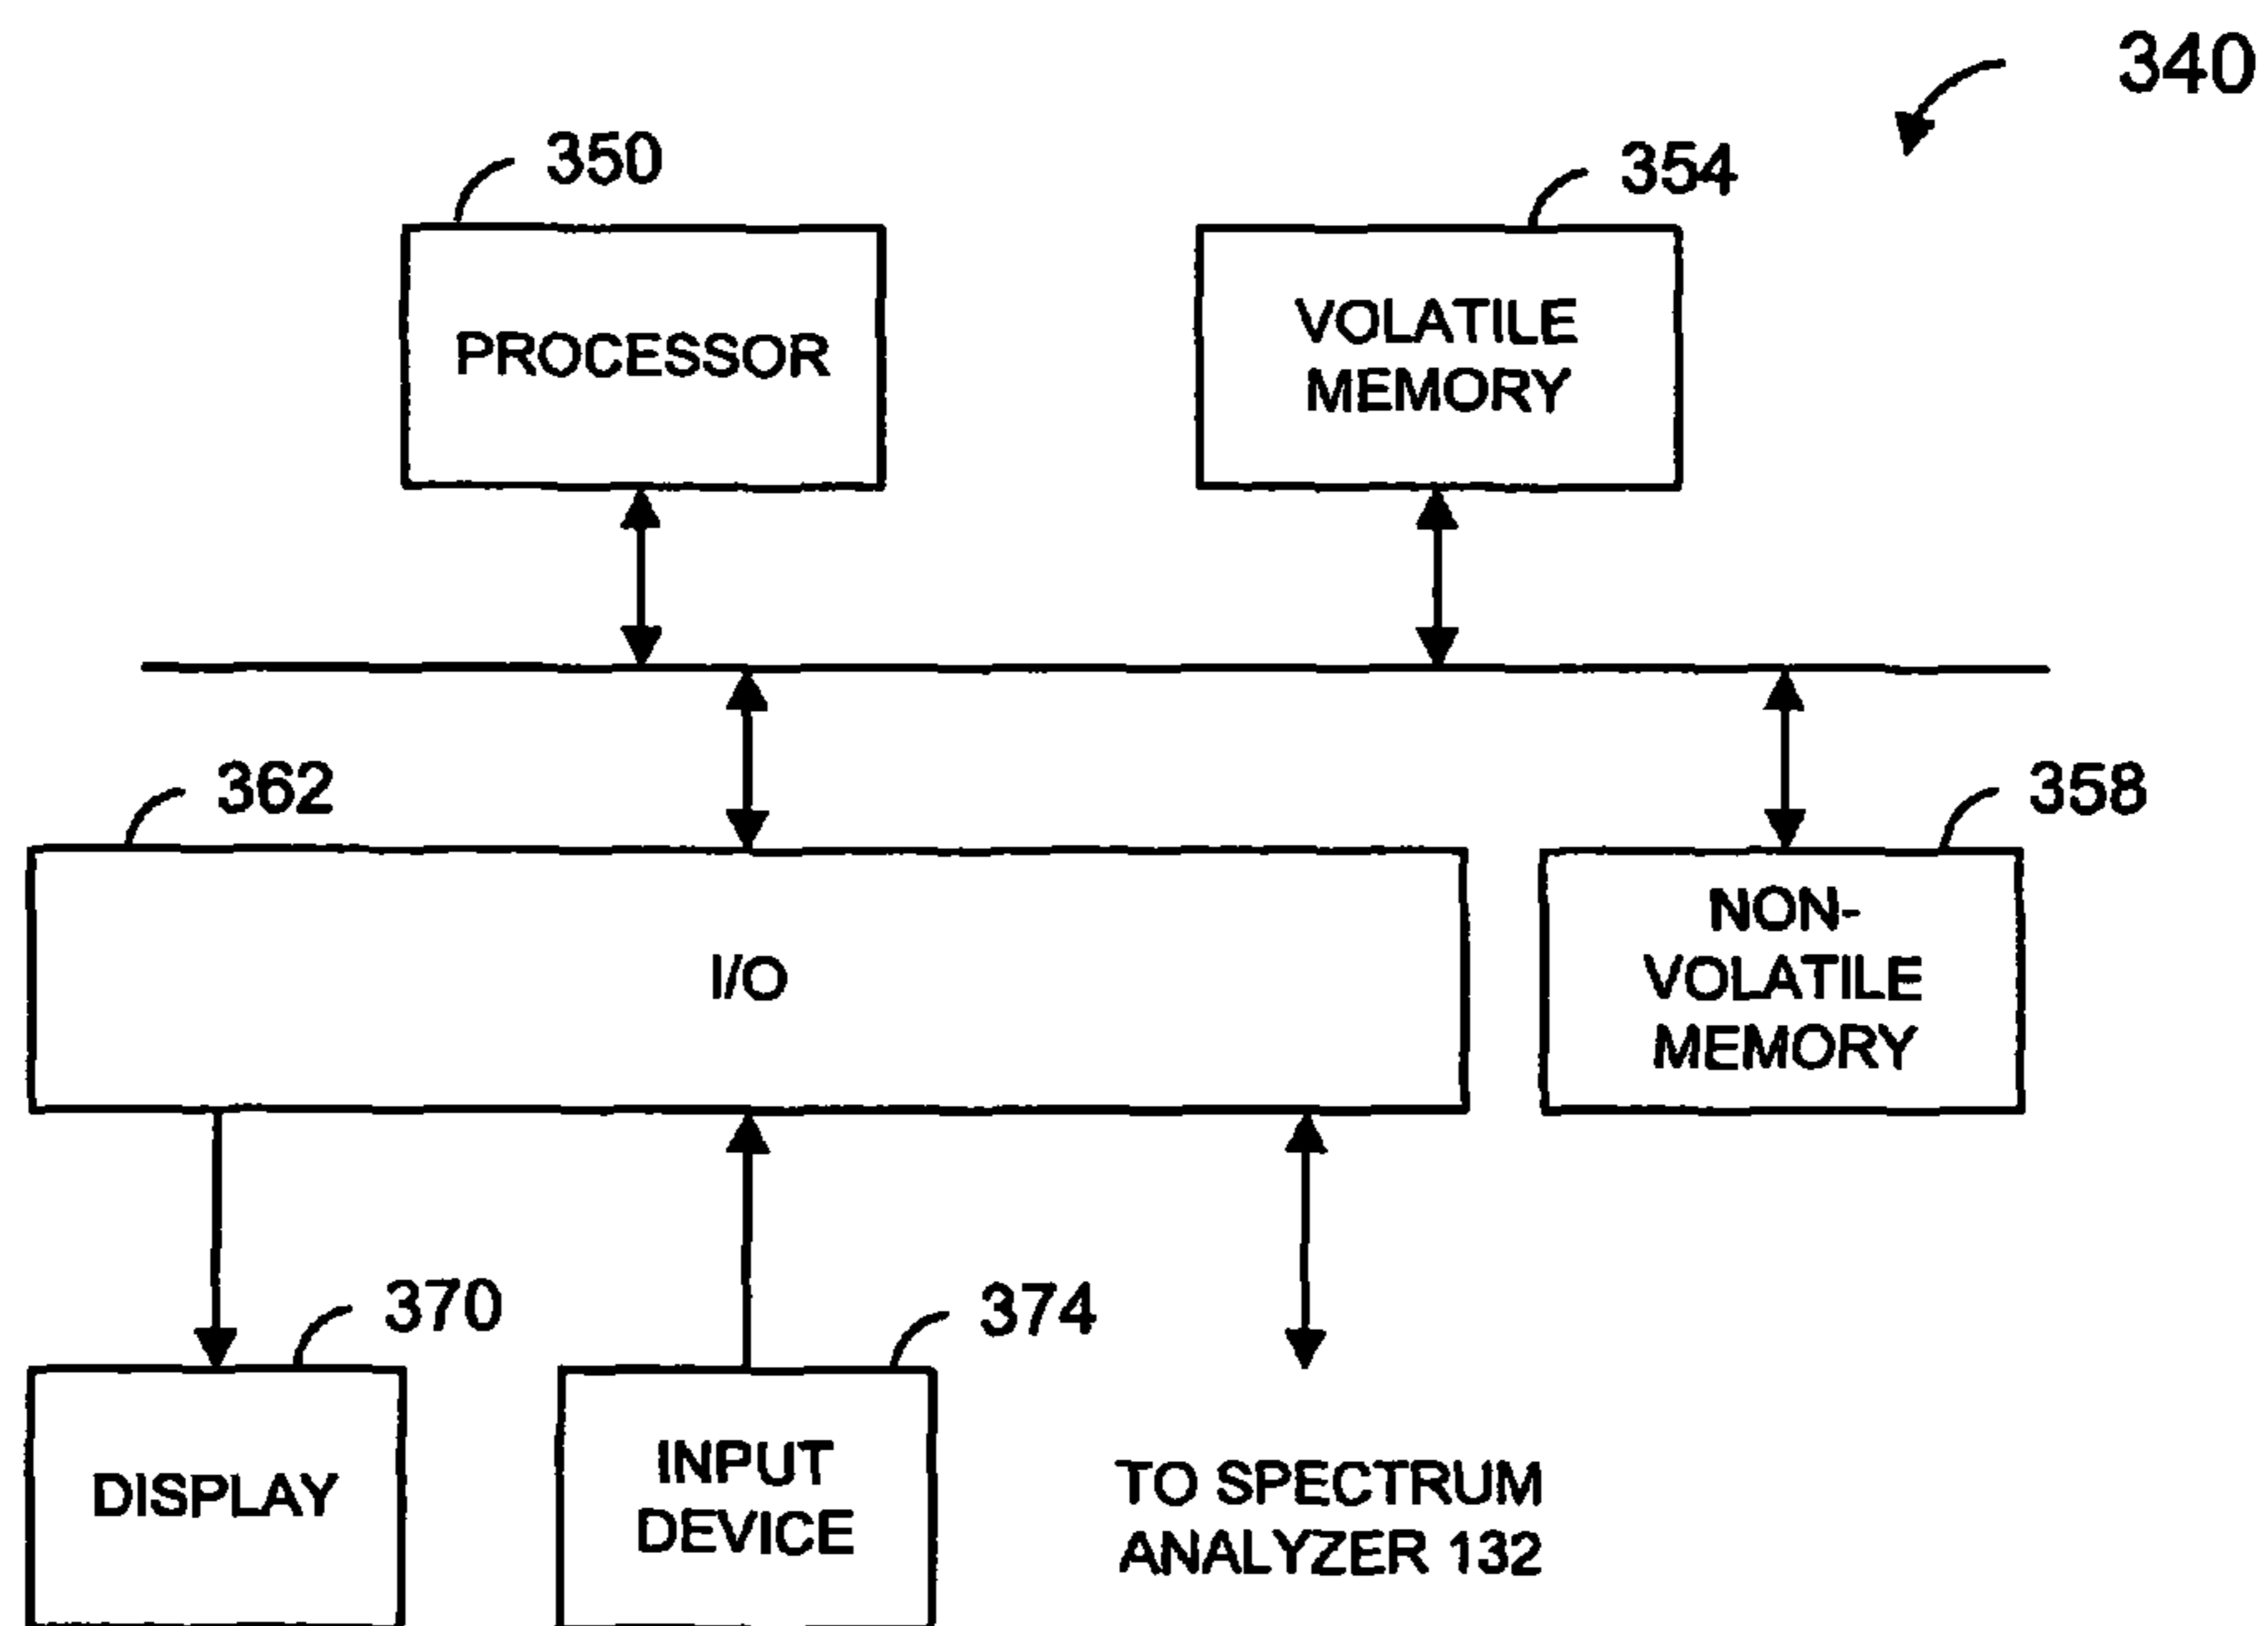 340
350
354
PROCESSOR
VOLATILE
MEMORY
362
358
I/O
NON-
VOLATILE
MEMORY
370
374
DISPLAY
INPUT
DEVICE
TO SPECTRUM
ANALYZER 132